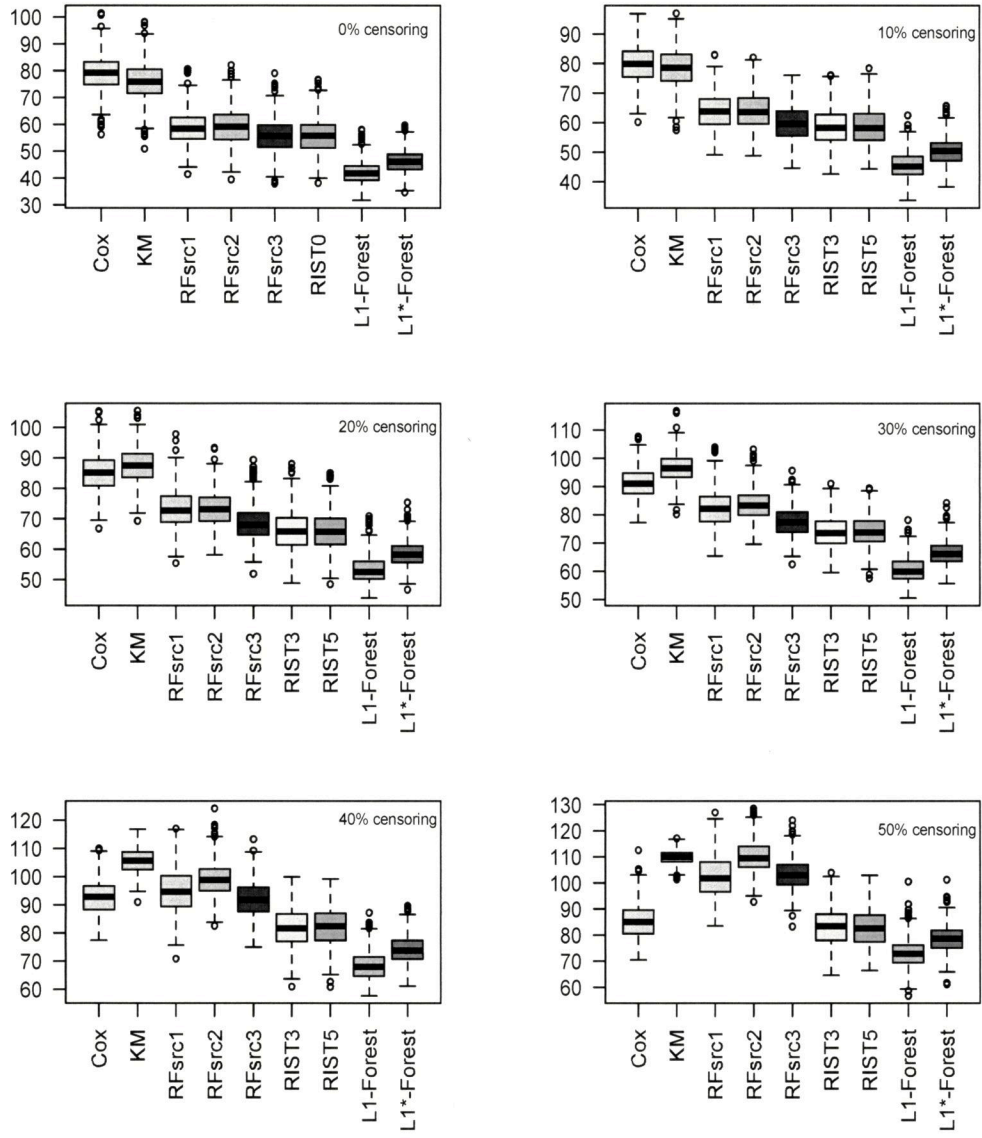 0% censoring
100
90
80
70
60
50
40
30
Cox
KM
RFsrc1
RFsrc2
RFsrc3
RIST0
L1-Forest
L1*-Forest
10% censoring
90
80
70
60
50
40
Cox
KM
RFsrc1
RFsrc2
RFsrc3
RIST3
RIST5
L1-Forest
L1*-Forest
20% censoring
100
90
80
70
60
50
Cox
KM
RFsrc1
RFsrc2
RFsrc3
RIST3
RIST5
L1-Forest
L1*-Forest
30% censoring
110
100
90
80
70
60
50
Cox
KM
RFsrc1
RFsrc2
RFsrc3
RIST3
RIST5
L1-Forest
L1*-Forest
40% censoring
120
110
100
90
80
70
60
Cox
KM
RFsrc1
RFsrc2
RFsrc3
RIST3
RIST5
L1-Forest
L1*-Forest
50% censoring
130
120
110
100
90
80
70
60
Cox
KM
RFsrc1
RFsrc2
RFsrc3
RIST3
RIST5
L1-Forest
L1*-Forest